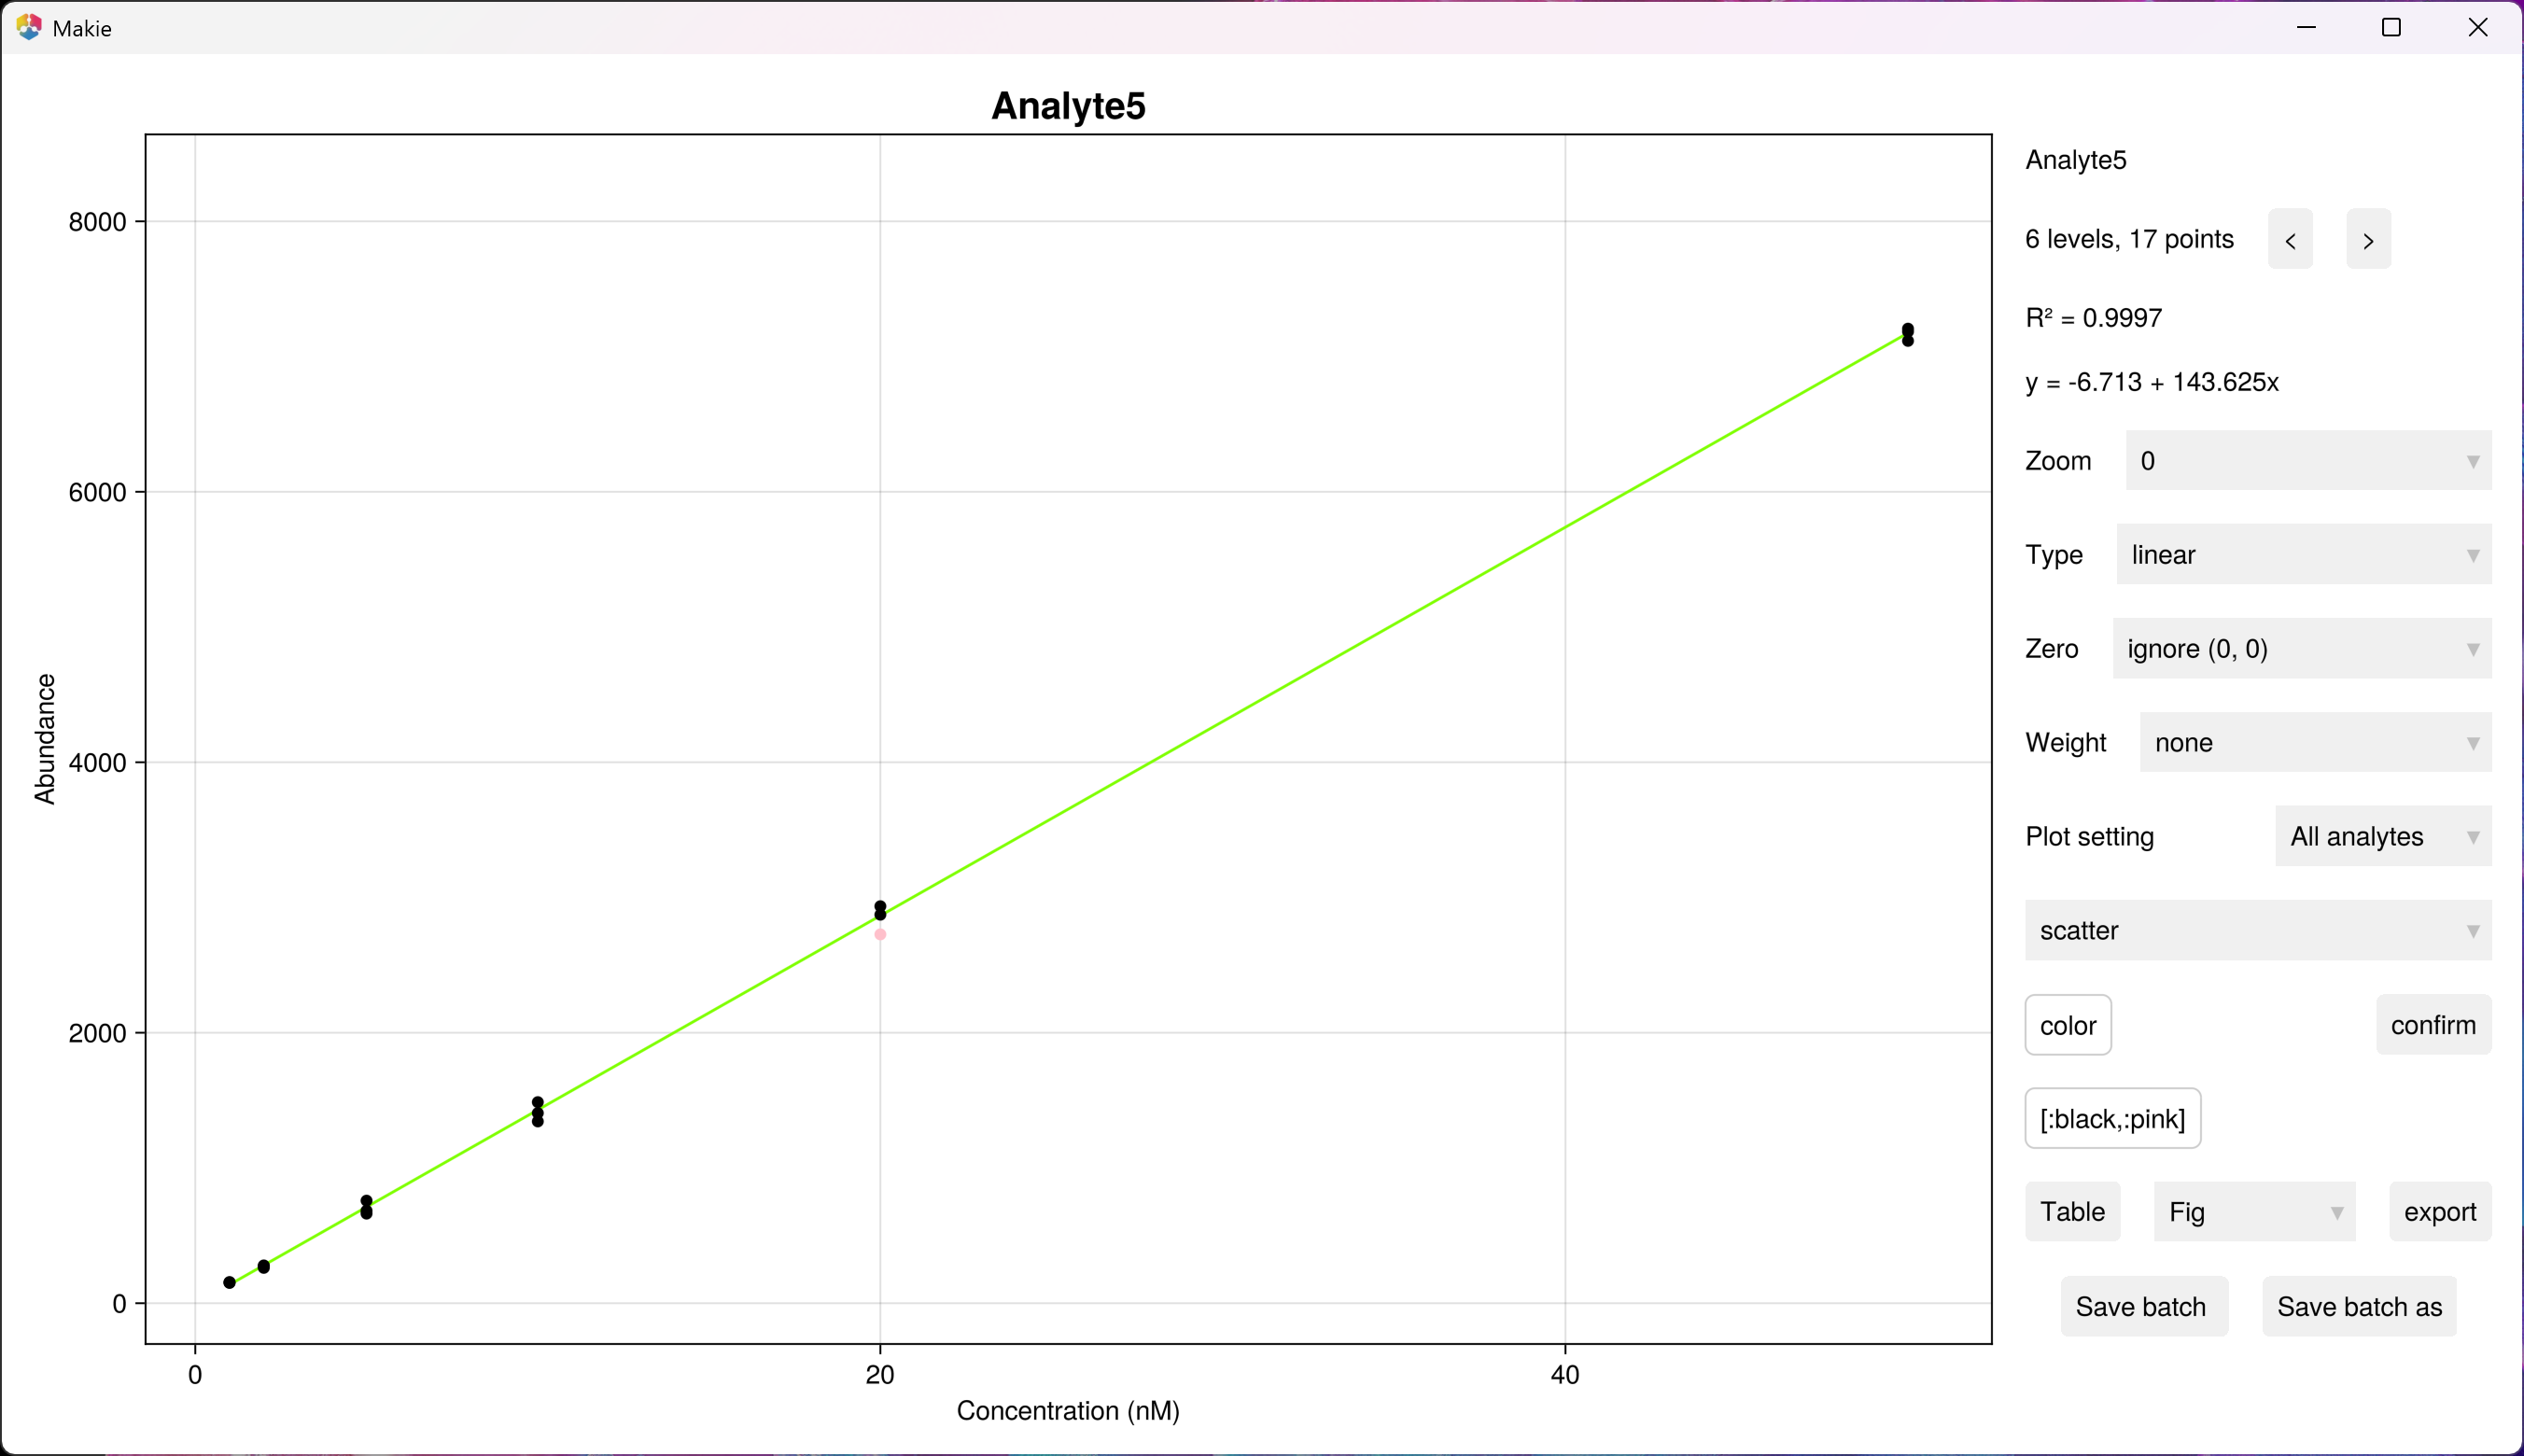 Makie
Analyte5
8000
6000
4000
2000
0
Abundance
0 20 40
Concentration (nM)
Analyte5
6 levels, 17 points < >
R² = 0.9997
y = -6.713 + 143.625x
Zoom 0
Type linear
Zero ignore (0, 0)
Weight none
Plot setting All analytes
scatter
color confirm
[:black,:pink]
Table Fig export
Save batch Save batch as